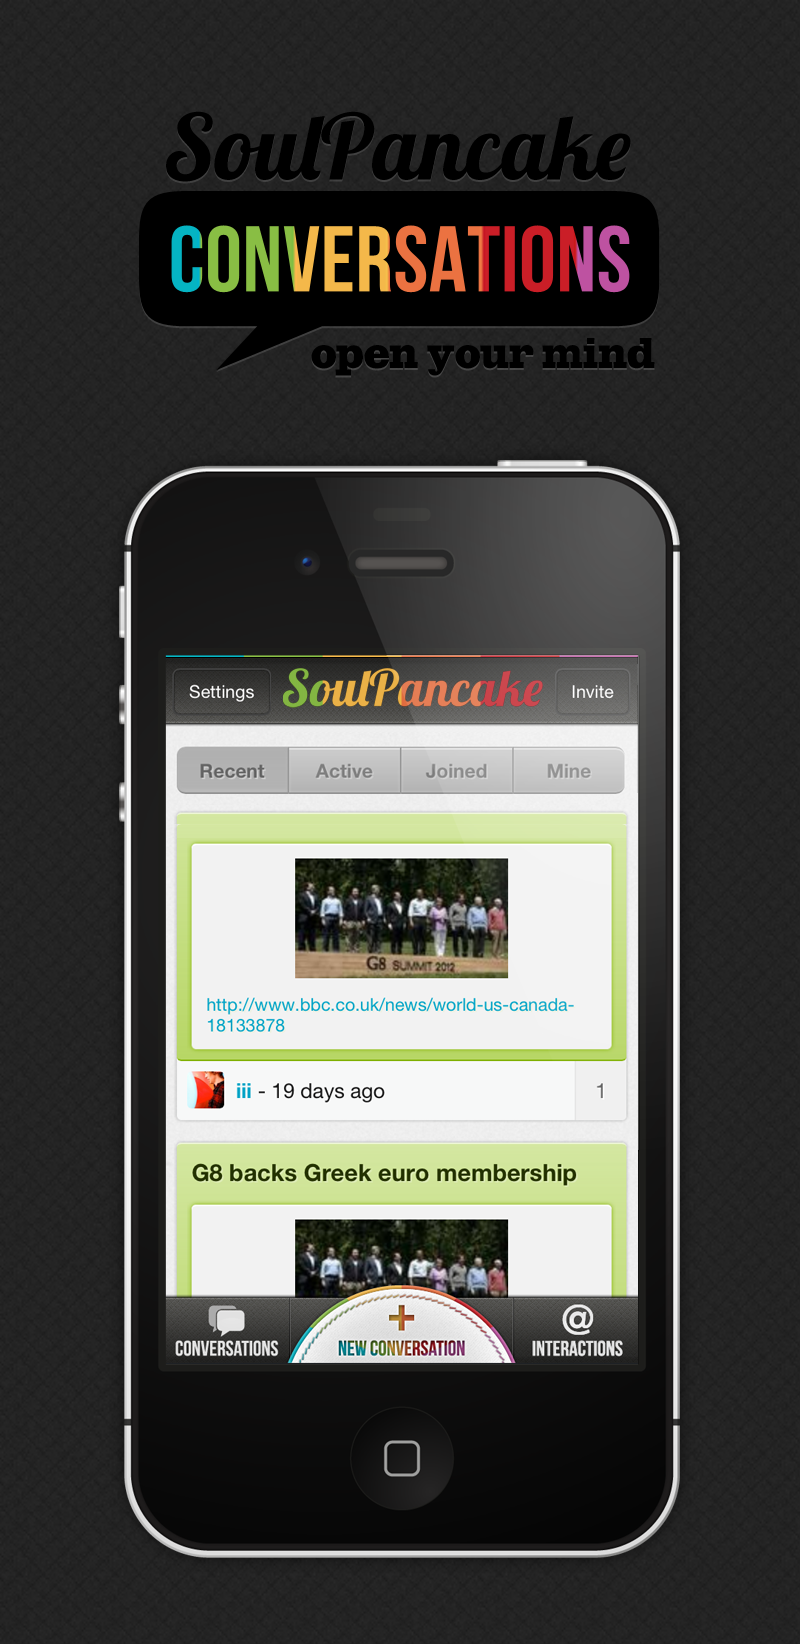 SoulPancake
CONVERSATIONS
open your mind
Settings
SoulPancake
Invite
Recent
Active
Joined
Mine
G8 SUMMIT 2012
http://www.bbc.co.uk/news/world-us-canada-
18133878
iii - 19 days ago
1
G8 backs Greek euro membership
CONVERSATIONS
NEW CONVERSATION
@
INTERACTIONS